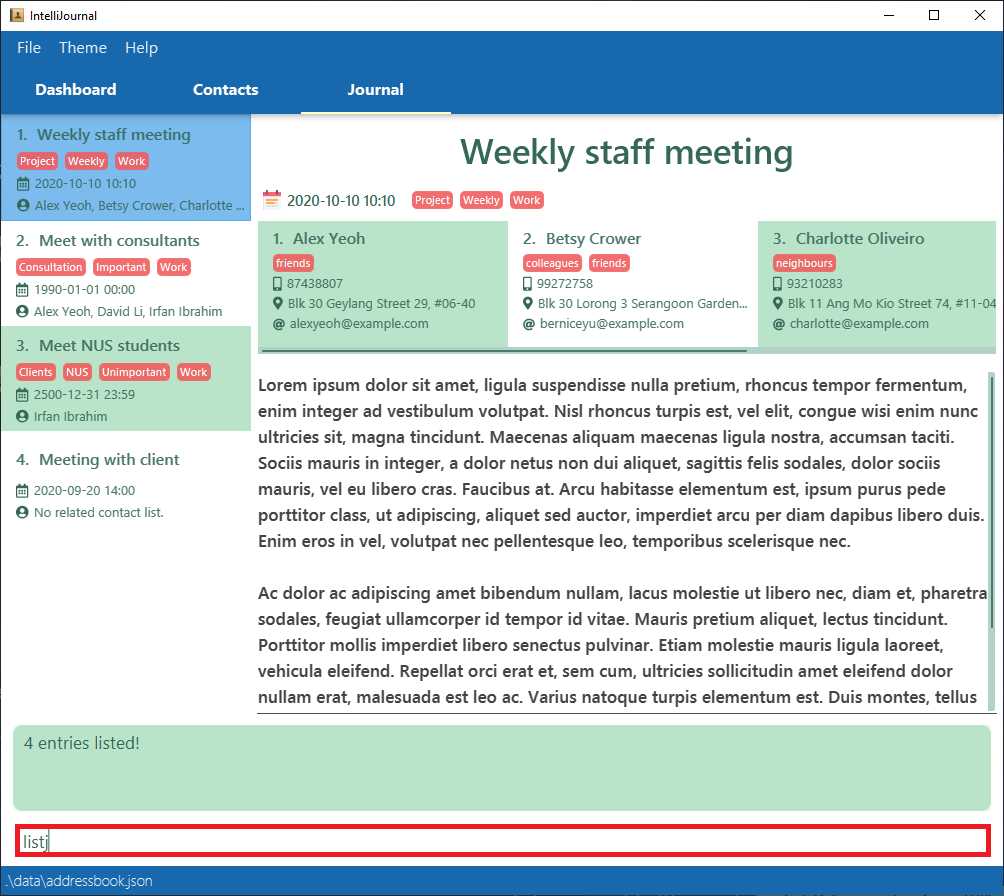 IntelliJournal
File Theme Help
Dashboard Contacts Journal
1. Weekly staff meeting
Project Weekly Work
2020-10-10 10:10
Alex Yeoh, Betsy Crower, Charlotte ...
2. Meet with consultants
Consultation Important Work
1990-01-01 00:00
Alex Yeoh, David Li, Irfan Ibrahim
3. Meet NUS students
Clients NUS Unimportant Work
2500-12-31 23:59
Irfan Ibrahim
4. Meeting with client
2020-09-20 14:00
No related contact list.
Weekly staff meeting
2020-10-10 10:10 Project Weekly Work
1. Alex Yeoh
friends
87438807
Blk 30 Geylang Street 29, #06-40
alexyeoh@example.com
2. Betsy Crower
colleagues friends
99272758
Blk 30 Lorong 3 Serangoon Garden...
berniceyu@example.com
3. Charlotte Oliveiro
neighbours
93210283
Blk 11 Ang Mo Kio Street 74, #11-04
charlotte@example.com
Lorem ipsum dolor sit amet, ligula suspendisse nulla pretium, rhoncus tempor fermentum,
enim integer ad vestibulum volutpat. Nisl rhoncus turpis est, vel elit, congue wisi enim nunc
ultricies sit, magna tincidunt. Maecenas aliquam maecenas ligula nostra, accumsan taciti.
Sociis mauris in integer, a dolor netus non dui aliquet, sagittis felis sodales, dolor sociis
mauris, vel eu libero cras. Faucibus at. Arcu habitasse elementum est, ipsum purus pede
porttitor class, ut adipiscing, aliquet sed auctor, imperdiet arcu per diam dapibus libero duis.
Enim eros in vel, volutpat nec pellentesque leo, temporibus scelerisque nec.
Ac dolor ac adipiscing amet bibendum nullam, lacus molestie ut libero nec, diam et, pharetra
sodales, feugiat ullamcorper id tempor id vitae. Mauris pretium aliquet, lectus tincidunt.
Porttitor mollis imperdiet libero senectus pulvinar. Etiam molestie mauris ligula laoreet,
vehicula eleifend. Repellat orci erat et, sem cum, ultricies sollicitudin amet eleifend dolor
nullam erat, malesuada est leo ac. Varius natoque turpis elementum est. Duis montes, tellus
4 entries listed!
listj
.\data\addressbook.json